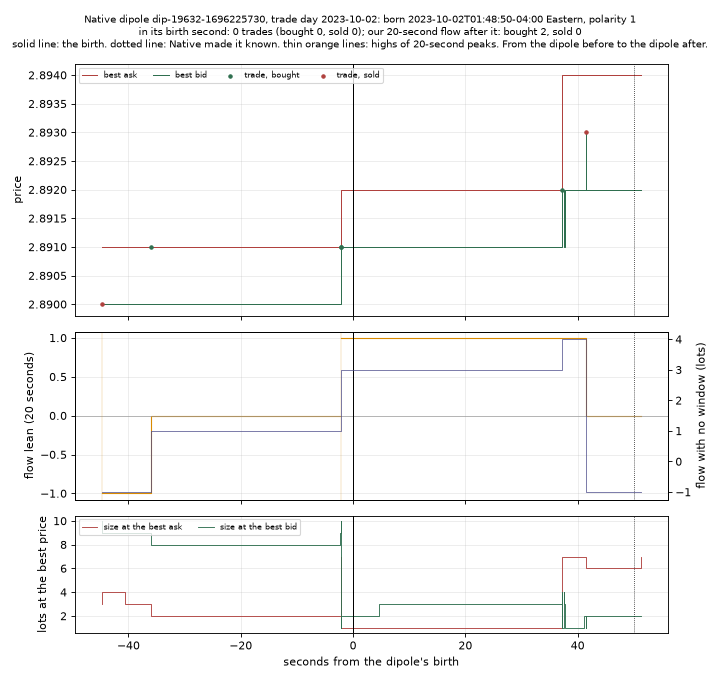 Native dipole dip-19632-1696225730, trade day 2023-10-02: born 2023-10-02T01:48:50-04:00 Eastern, polarity 1
in its birth second: 0 trades (bought 0, sold 0); our 20-second flow after it: bought 2, sold 0
solid line: the birth. dotted line: Native made it known. thin orange lines: highs of 20-second peaks. From the dipole before to the dipole after.
best ask
best bid
trade, bought
trade, sold
2.8940
2.8930
2.8920
2.8915
2.8910
2.8905
2.8900
price
1.0
0.5
0.0
−0.5
−1.0
flow lean (20 seconds)
4
3
2
1
0
−1
flow with no window (lots)
size at the best ask
size at the best bid
10
8
6
4
2
lots at the best price
−40
−20
0
20
40
seconds from the dipole's birth